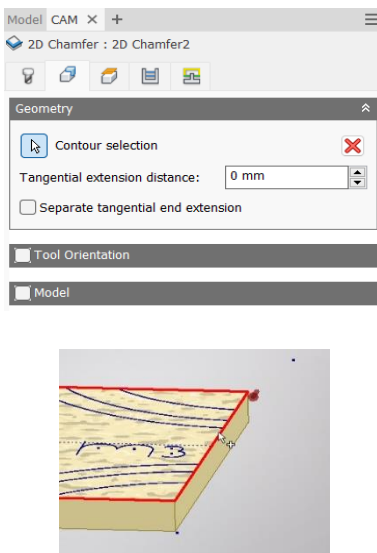 Model CAM × +
2D Chamfer : 2D Chamfer2
Geometry
Contour selection
Tangential extension distance: 0 mm
Separate tangential end extension
Tool Orientation
Model